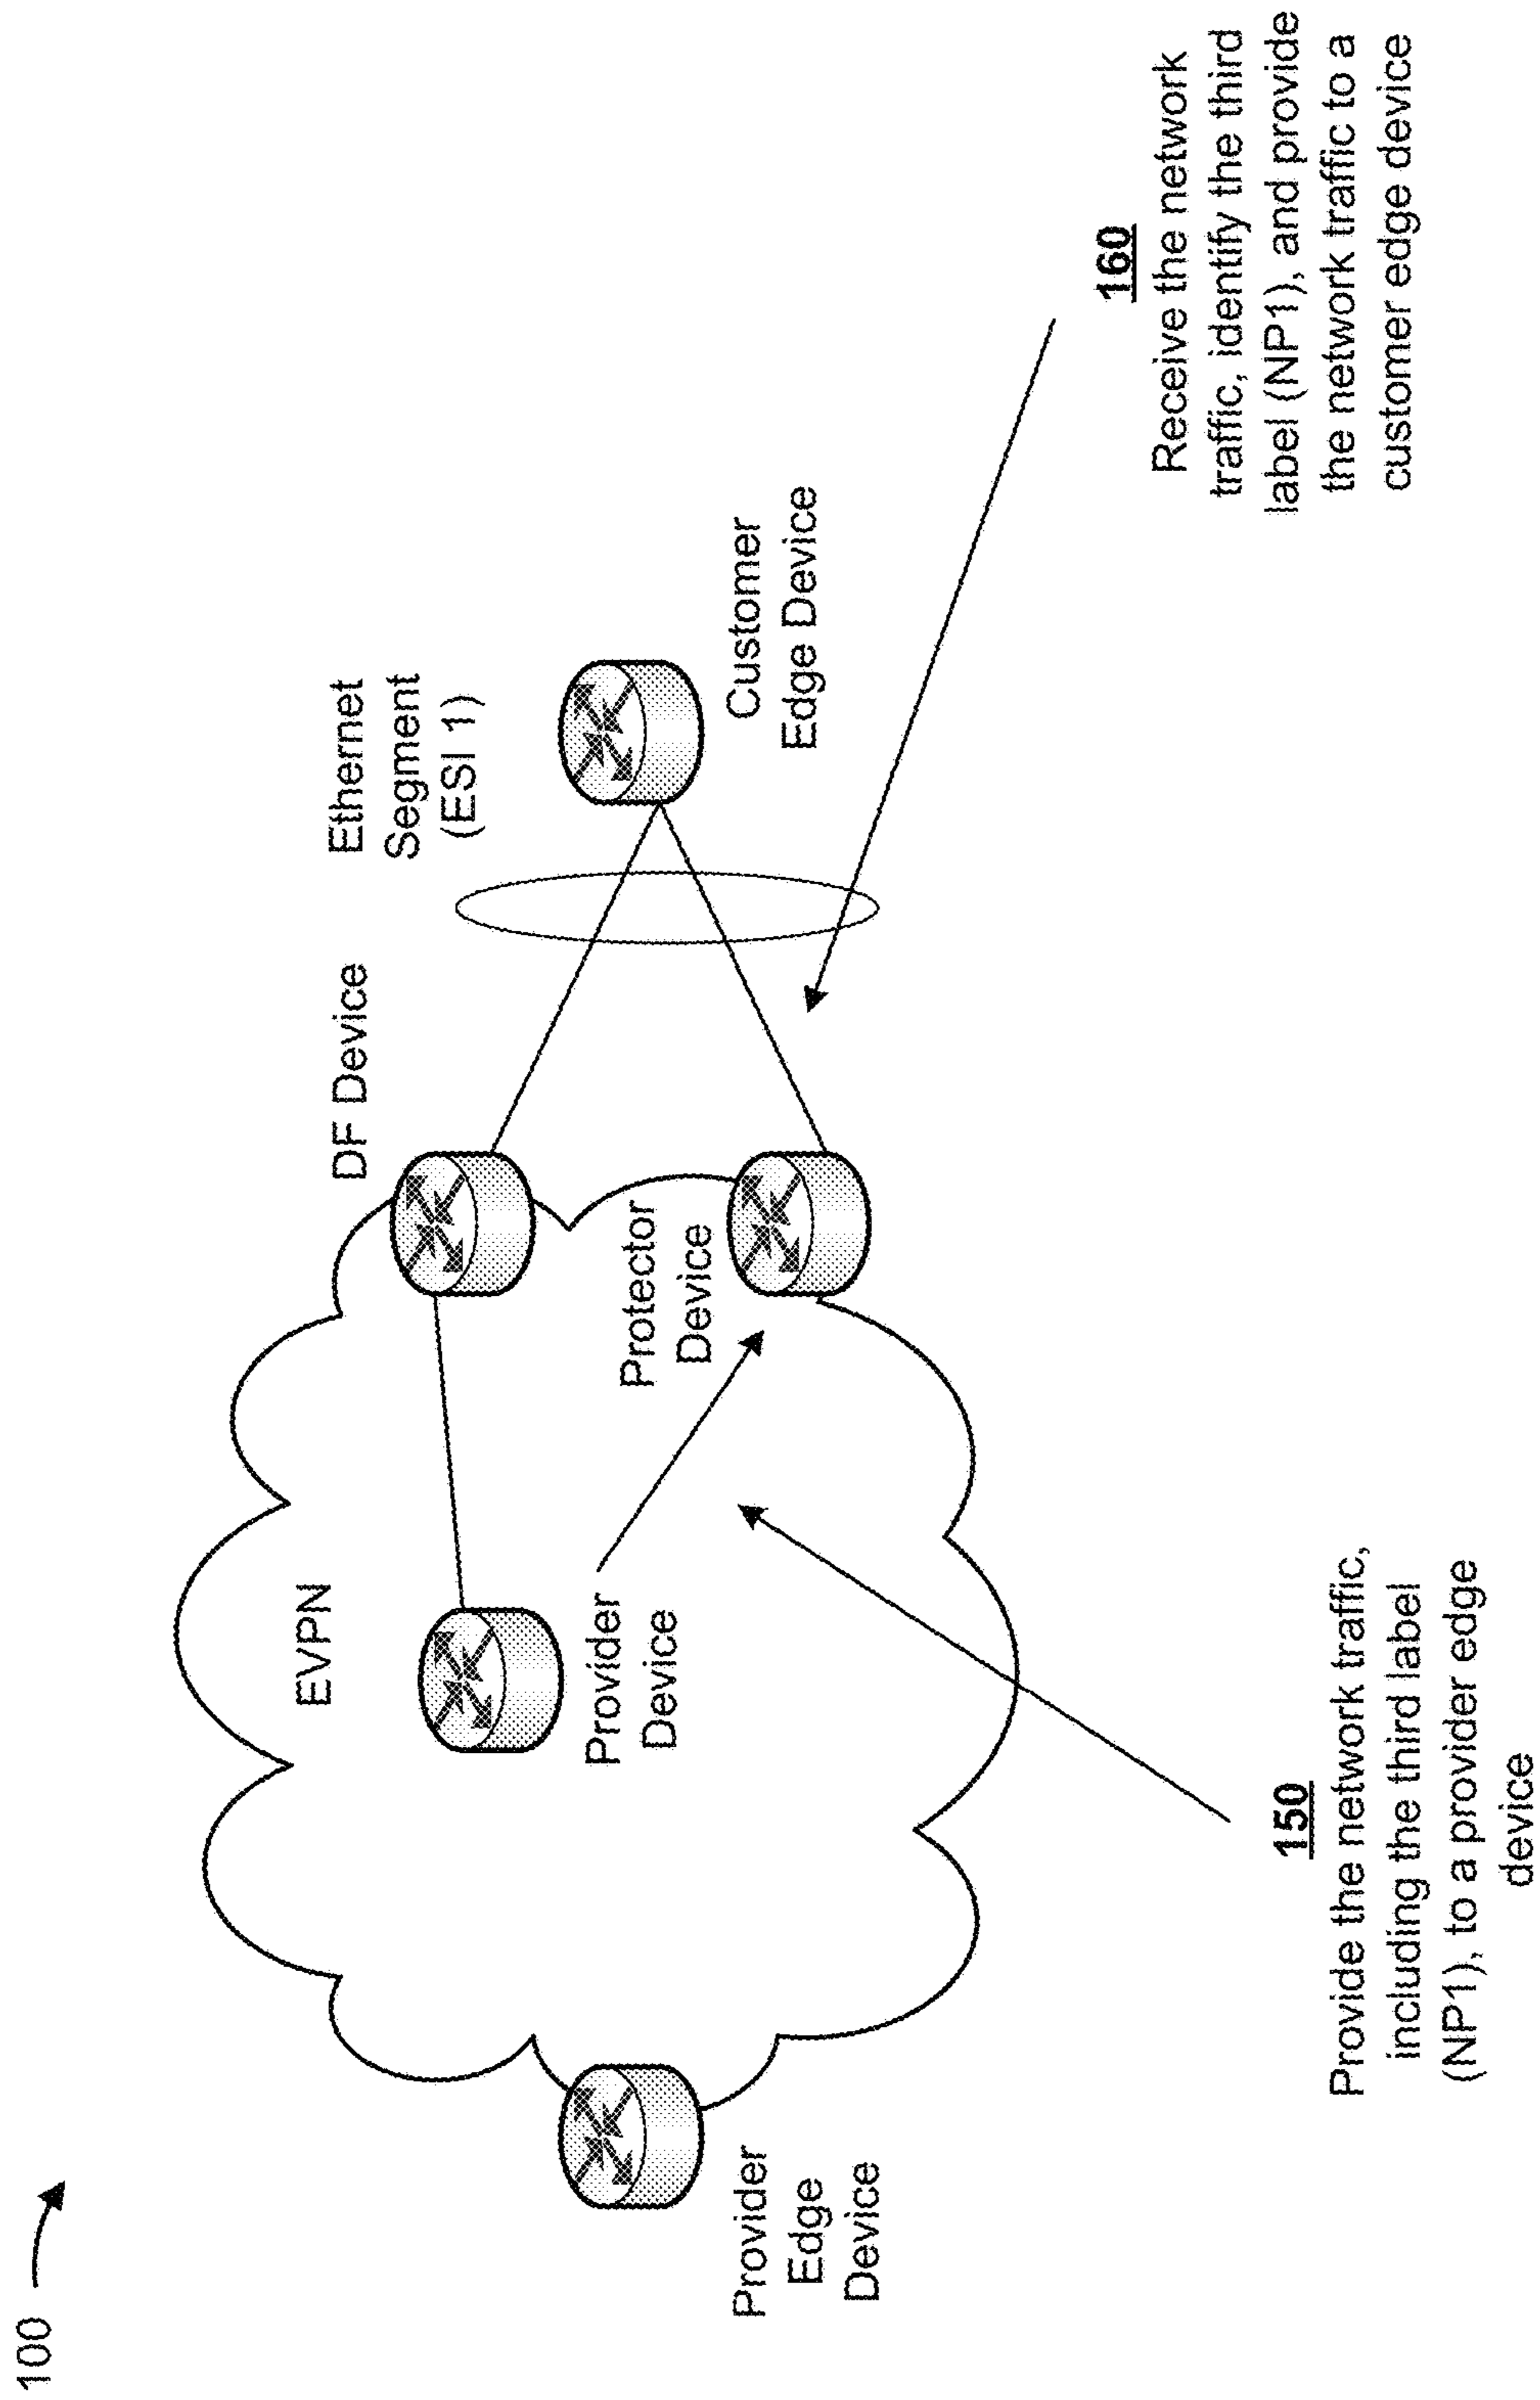 100
EVPN
DF Device
Ethernet
Segment
(ESI 1)
Provider
Edge
Device
Provider
Device
Protector
Device
Customer
Edge Device
150
Provide the network traffic,
including the third label
(NP1), to a provider edge
device
160
Receive the network
traffic, identify the third
label (NP1), and provide
the network traffic to a
customer edge device